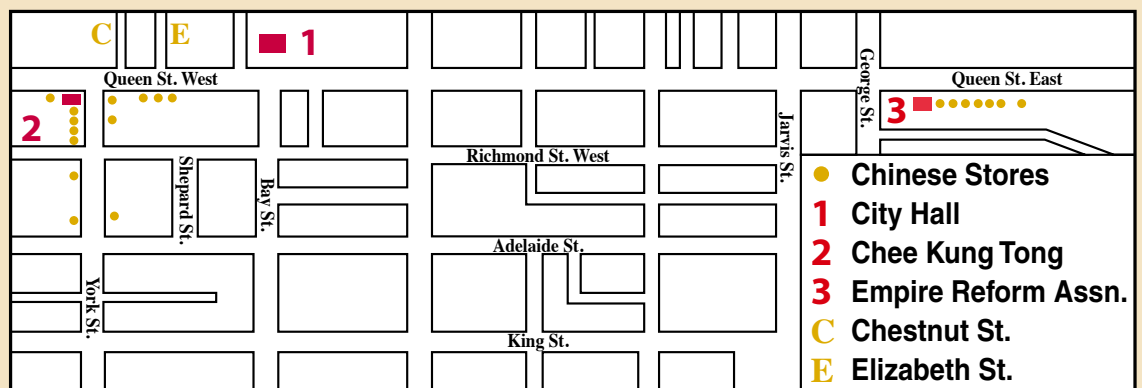 C E 1
Queen St. West
George St.
Queen St. East
2
3
Jarvis St.
Richmond St. West
Shepard St.
Bay St.
Adelaide St.
York St.
King St.
Chinese Stores
1 City Hall
2 Chee Kung Tong
3 Empire Reform Assn.
C Chestnut St.
E Elizabeth St.